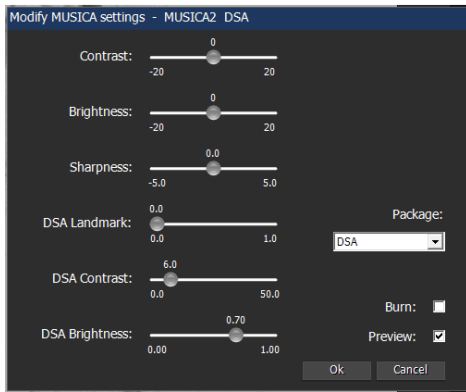 Modify MUSICA settings - MUSICA2 DSA
0
Contrast:
-20 20
0
Brightness:
-20 20
0.0
Sharpness:
-5.0 5.0
0.0
DSA Landmark:
0.0 1.0
Package:
DSA
6.0
DSA Contrast:
0.0 50.0
Burn:
0.70
DSA Brightness:
Preview:
0.00 1.00
Ok Cancel